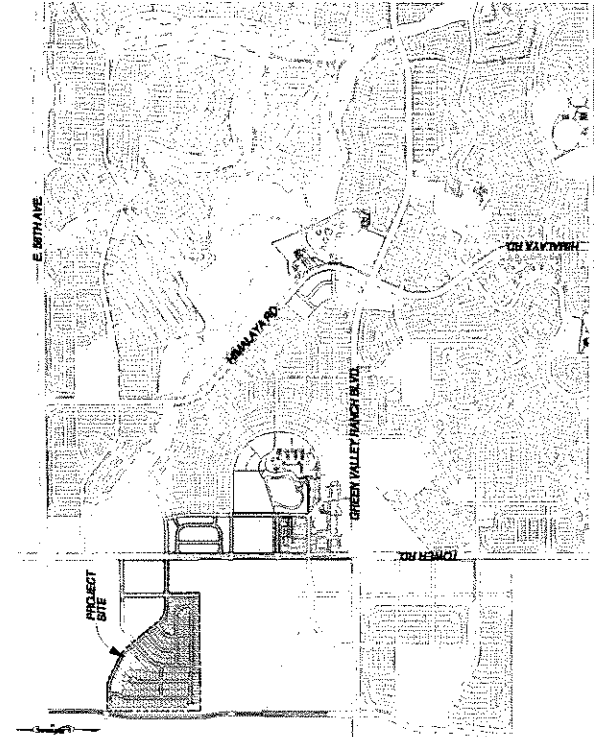 E. 56TH AVE.
HIMALAYA RD.
HIMALAYA RD.
GREEN VALLEY RANCH BLVD.
TOWER RD.
PROJECT
SITE